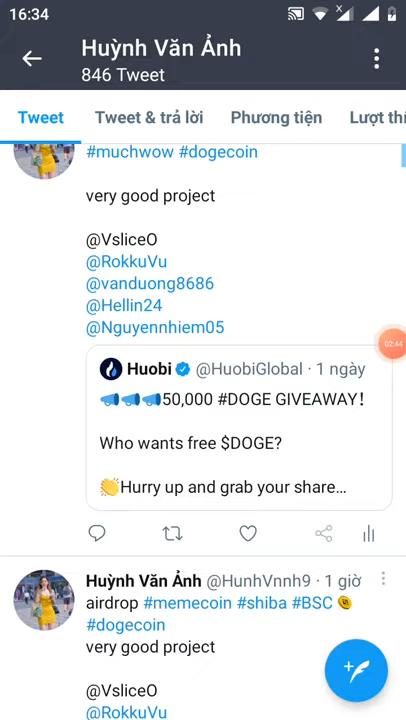 16:34
Huỳnh Văn Ảnh
846 Tweet
Tweet
Tweet & trả lời
Phương tiện
Lượt thí
#muchwow #dogecoin
very good project
@VsliceO
@RokkuVu
@vanduong8686
@Hellin24
@Nguyennhiem05
02:44
Huobi @HuobiGlobal · 1 ngày
📣📣📣50,000 #DOGE GIVEAWAY!
Who wants free $DOGE?
👏Hurry up and grab your share…
Huỳnh Văn Ảnh @HunhVnnh9 · 1 giờ
airdrop #memecoin #shiba #BSC
#dogecoin
very good project
@VsliceO
@RokkuVu